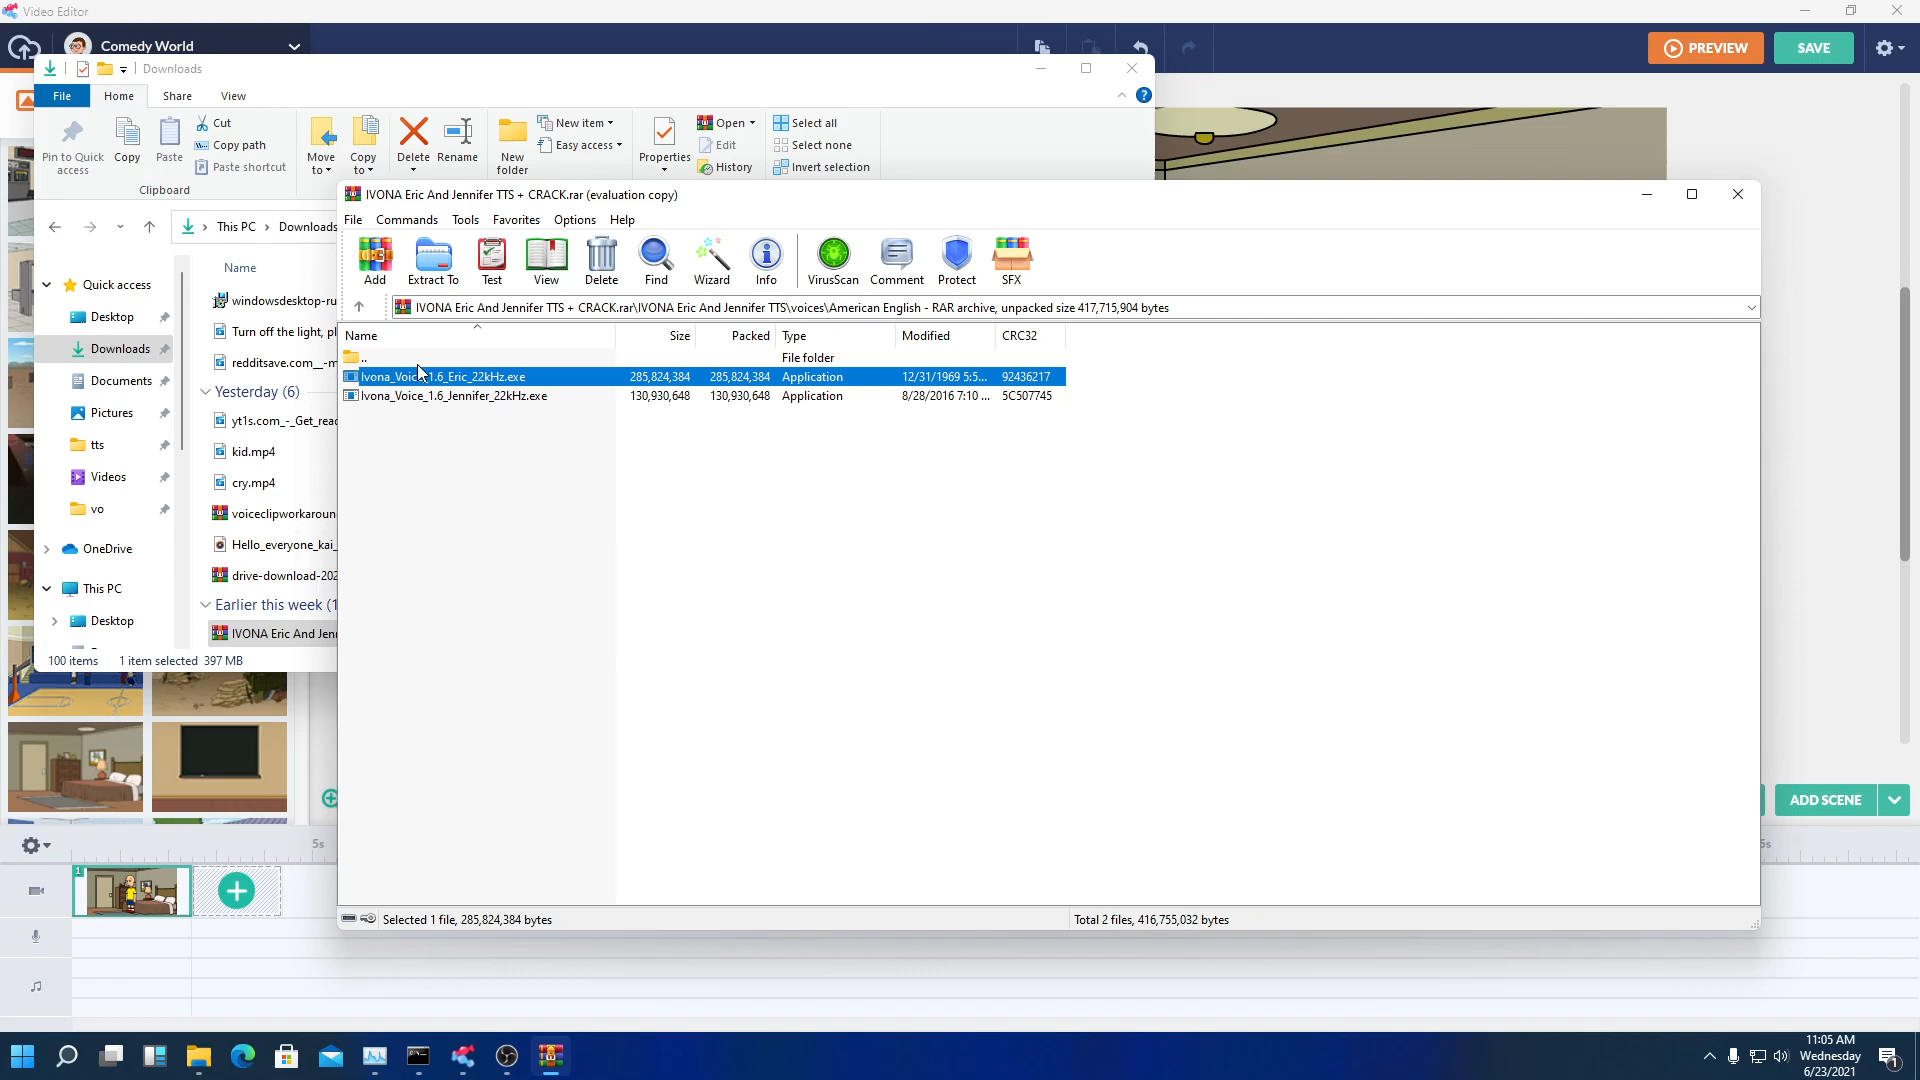 Video Editor
Comedy World
PREVIEW
SAVE
Downloads
File
Home
Share
View
Pin to Quick access
Copy
Paste
Cut
Copy path
Paste shortcut
Clipboard
Move to
Copy to
Delete
Rename
New folder
New item
Easy access
Properties
Open
Edit
History
Select all
Select none
Invert selection
This PC
Downloads
Name
Quick access
Desktop
Downloads
Documents
Pictures
tts
Videos
vo
OneDrive
This PC
Desktop
windowsdesktop-ru
Turn off the light, pl
redditsave.com__-m
Yesterday (6)
yt1s.com_-_Get_read
kid.mp4
cry.mp4
voiceclipworkaroun
Hello_everyone_kai_
drive-download-202
Earlier this week (1
IVONA Eric And Jenn
100 items
1 item selected 397 MB
IVONA Eric And Jennifer TTS + CRACK.rar (evaluation copy)
File Commands Tools Favorites Options Help
Add
Extract To
Test
View
Delete
Find
Wizard
Info
VirusScan
Comment
Protect
SFX
IVONA Eric And Jennifer TTS + CRACK.rar\IVONA Eric And Jennifer TTS\voices\American English - RAR archive, unpacked size 417,715,904 bytes
Name Size Packed Type Modified CRC32
.. File folder
Ivona_Voice_1.6_Eric_22kHz.exe 285,824,384 285,824,384 Application 12/31/1969 5:5... 92436217
Ivona_Voice_1.6_Jennifer_22kHz.exe 130,930,648 130,930,648 Application 8/28/2016 7:10 ... 5C507745
Selected 1 file, 285,824,384 bytes
Total 2 files, 416,755,032 bytes
ADD SCENE
5s
5s
1
11:05 AM
Wednesday
6/23/2021
1